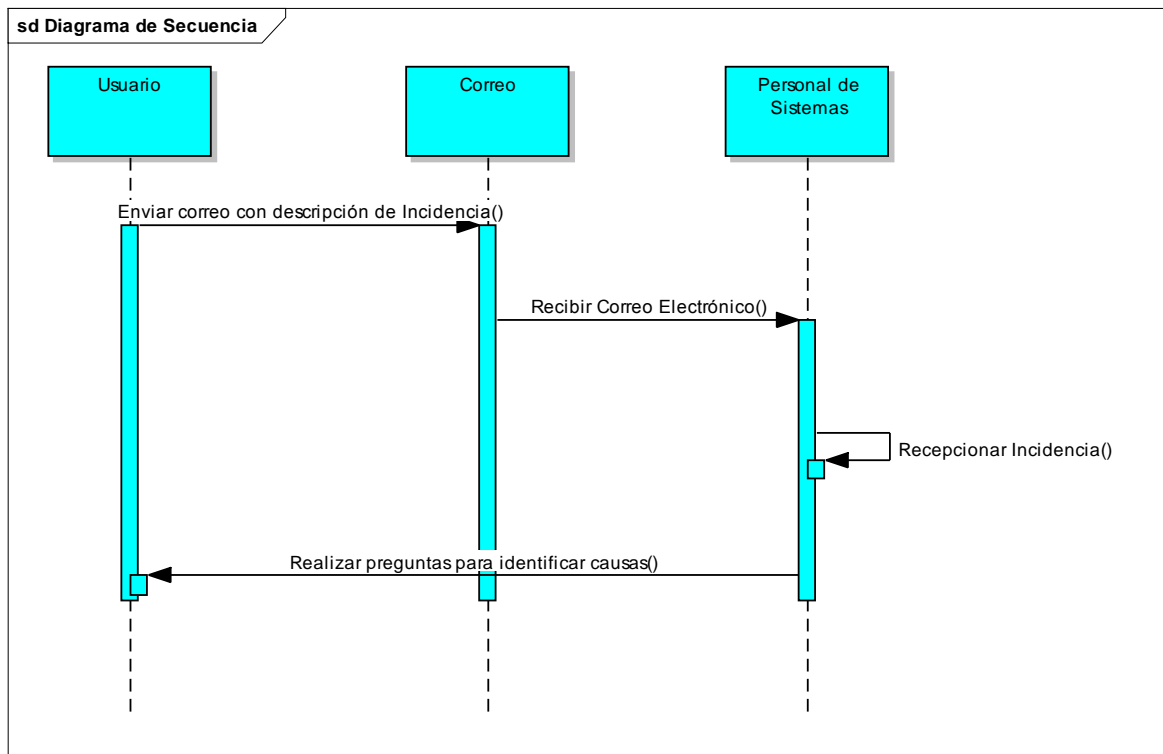 sd Diagrama de Secuencia
Usuario
Correo
Personal de
Sistemas
Enviar correo con descripción de Incidencia()
Recibir Correo Electrónico()
Recepcionar Incidencia()
Realizar preguntas para identificar causas()